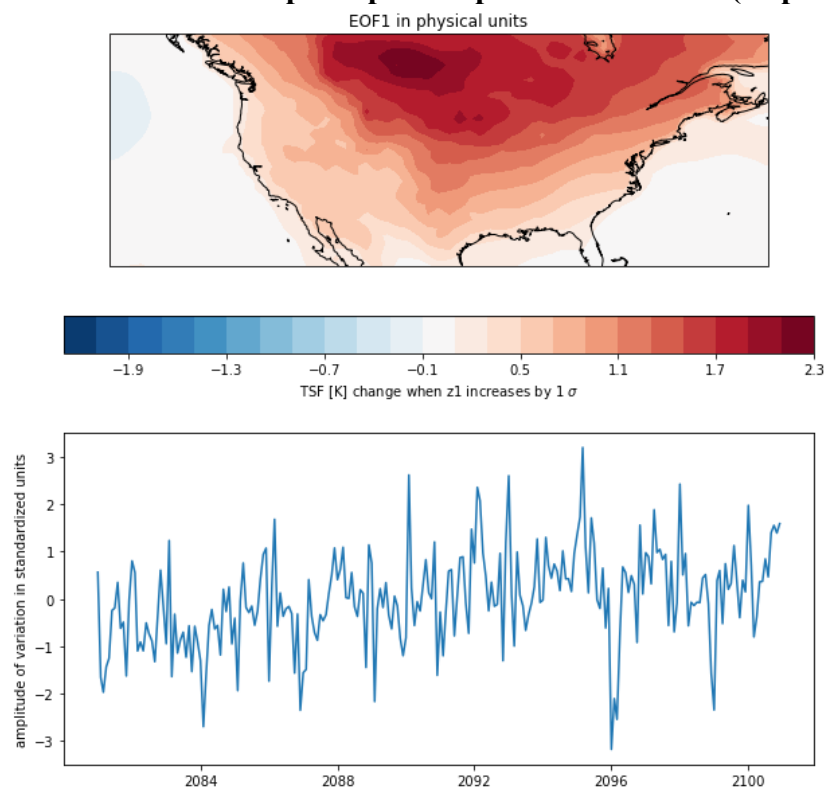 EOF1 in physical units
−1.9 −1.3 −0.7 −0.1 0.5 1.1 1.7 2.3
TSF [K] change when z1 increases by 1 σ
amplitude of variation in standardized units
3
2
1
0
−1
−2
−3
2084 2088 2092 2096 2100